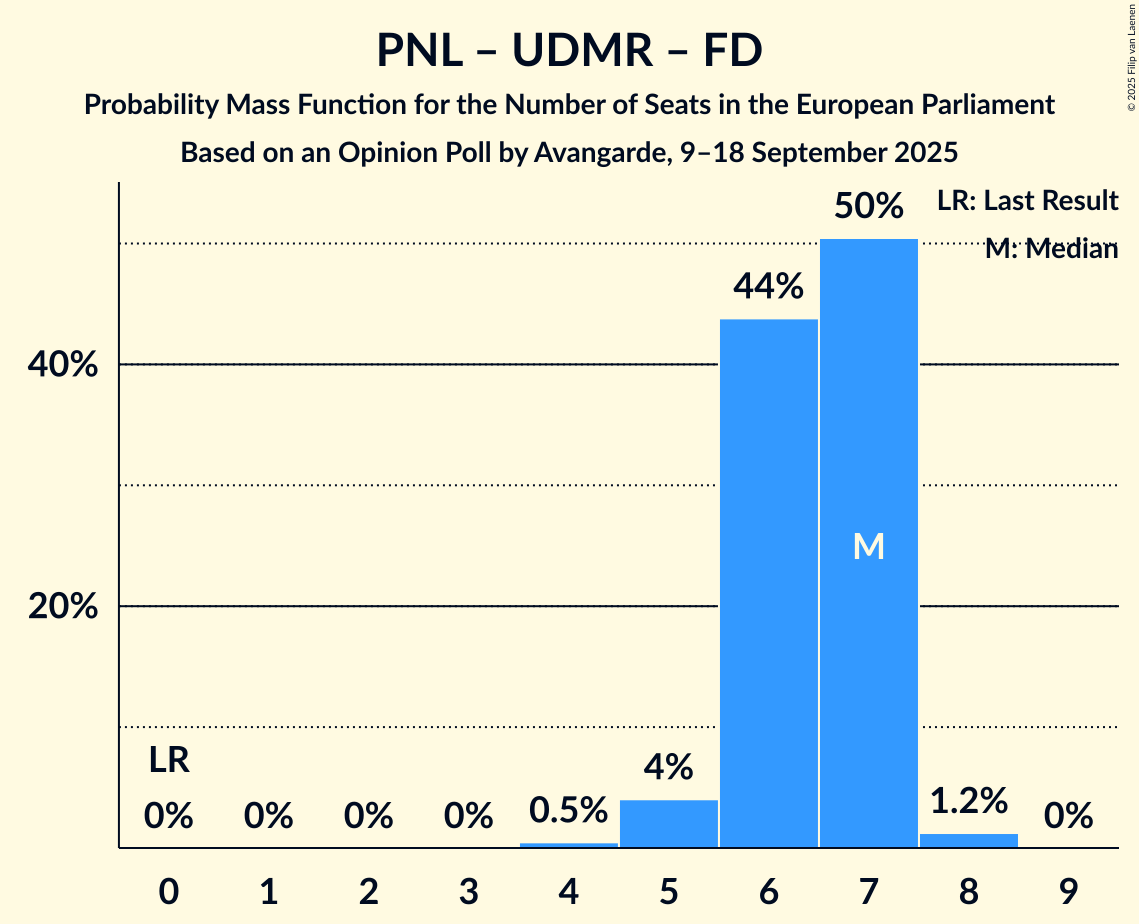 PNL – UDMR – FD
Probability Mass Function for the Number of Seats in the European Parliament
Based on an Opinion Poll by Avangarde, 9–18 September 2025
© 2025 Filip van Laenen
LR: Last Result
M: Median
50%
44%
40%
M
20%
LR
4%
0% 0% 0% 0% 0.5% 1.2% 0%
0 1 2 3 4 5 6 7 8 9